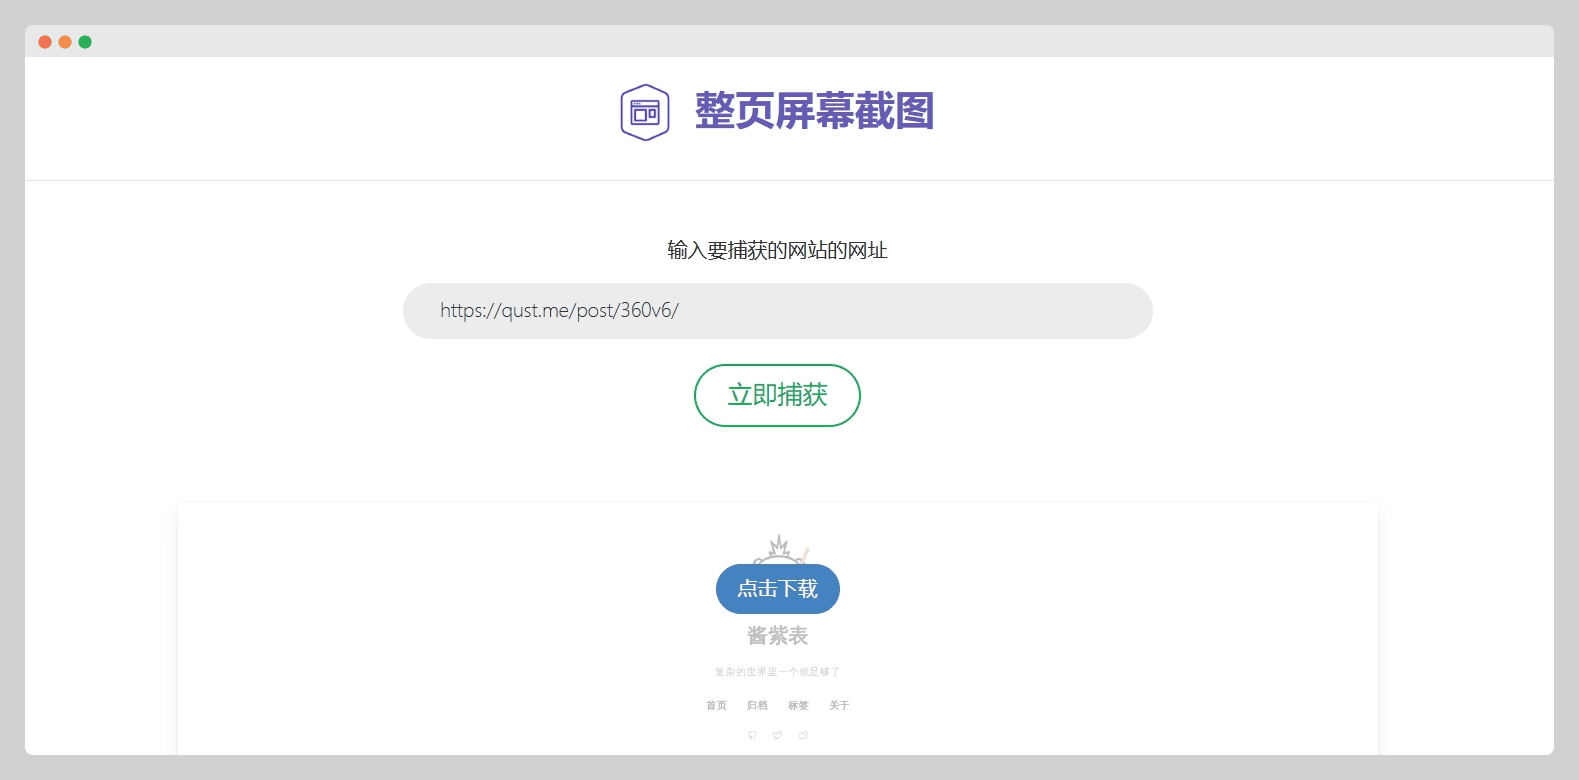 整页屏幕截图
输入要捕获的网站的网址
https://qust.me/post/360v6/
立即捕获
点击下载
酱紫表
复杂的世界里一个就足够了
首页 归档 标签 关于